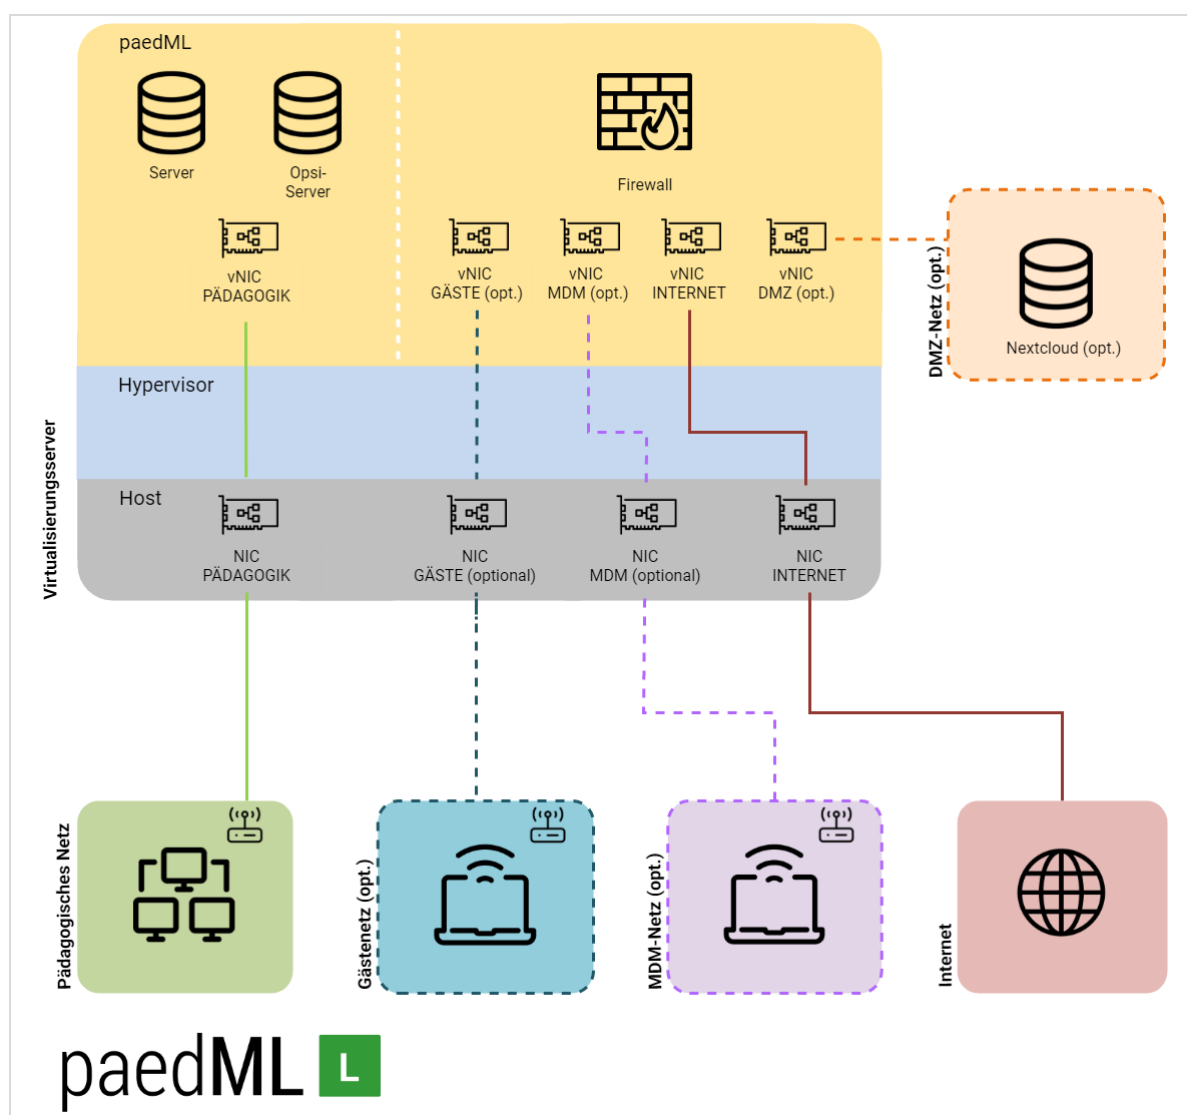 paedML
Server
Opsi-
Server
Firewall
vNIC
PÄDAGOGIK
vNIC
GÄSTE (opt.)
vNIC
MDM (opt.)
vNIC
INTERNET
vNIC
DMZ (opt.)
DMZ-Netz (opt.)
Nextcloud (opt.)
Hypervisor
Virtualisierungsserver
Host
NIC
PÄDAGOGIK
NIC
GÄSTE (optional)
NIC
MDM (optional)
NIC
INTERNET
Pädagogisches Netz
Gästenetz (opt.)
MDM-Netz (opt.)
Internet
paedML L